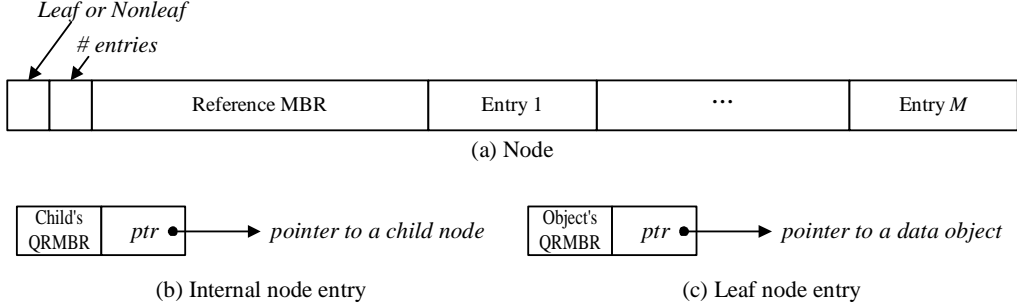 Leaf or Nonleaf
# entries
Reference MBR
Entry 1
...
Entry M
(a) Node
Child's
QRMBR
ptr
pointer to a child node
Object's
QRMBR
ptr
pointer to a data object
(b) Internal node entry
(c) Leaf node entry